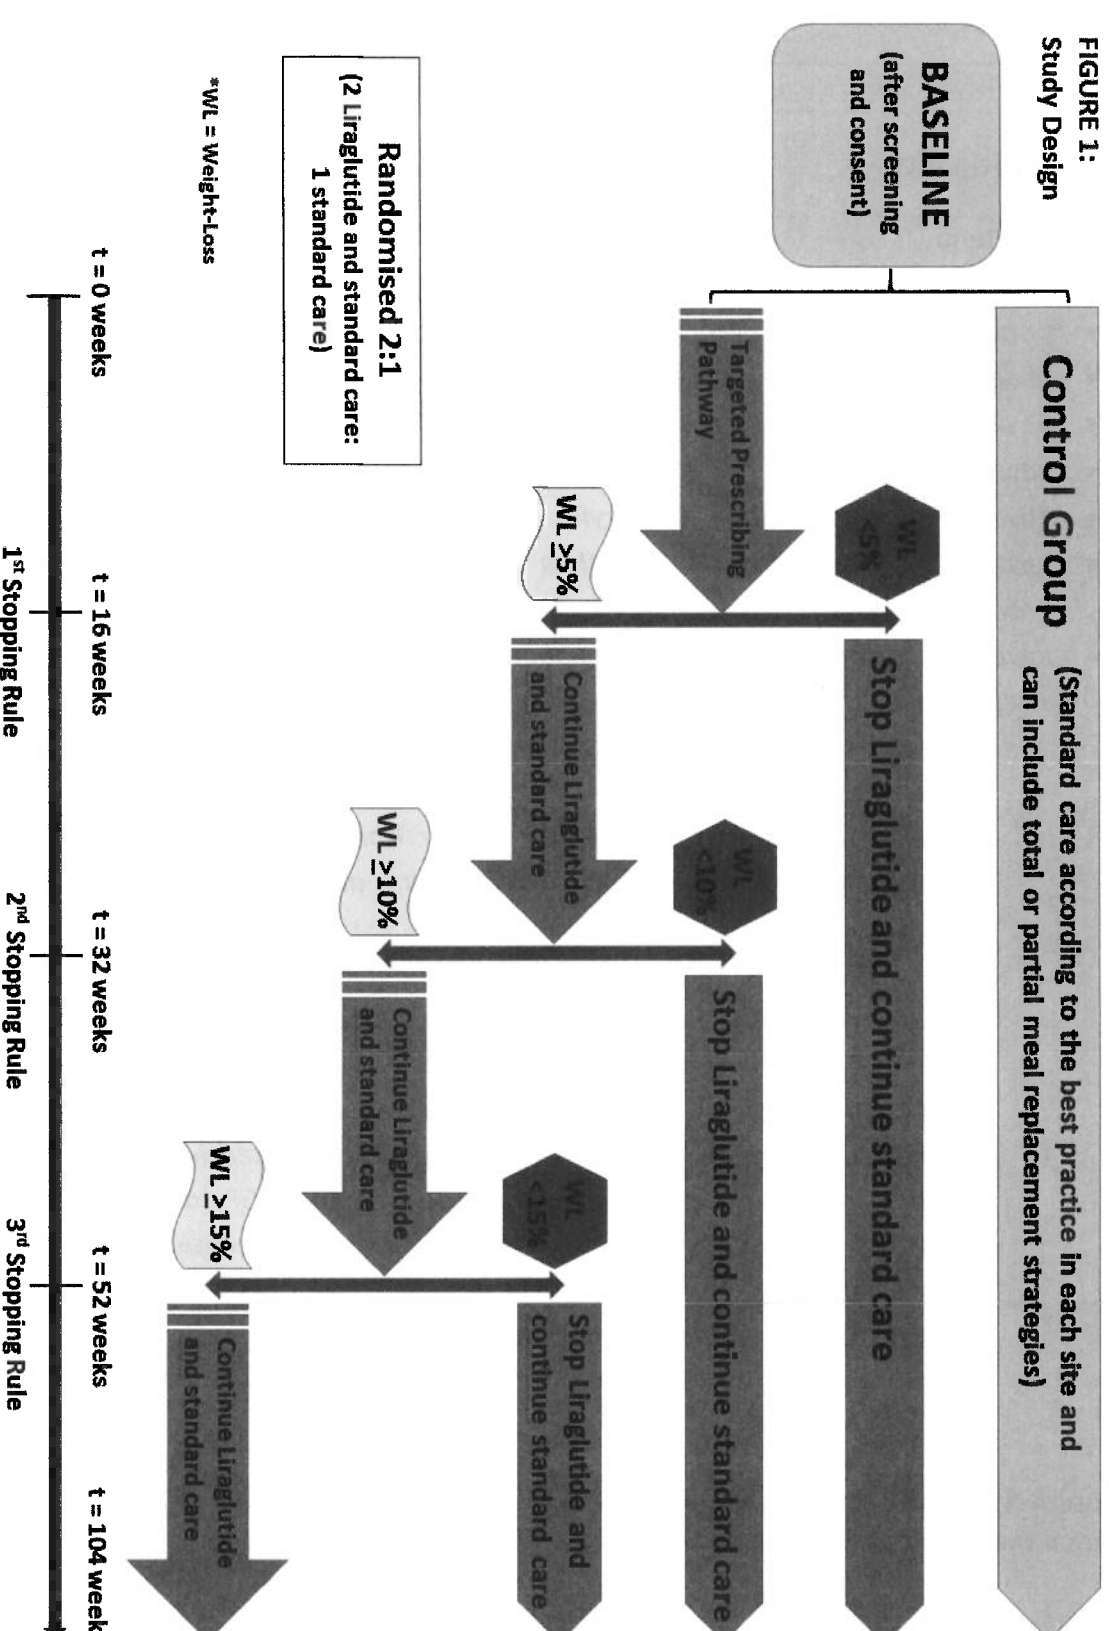 FIGURE 1:
Study Design
BASELINE
(after screening
and consent)
Control Group
(Standard care according to the best practice in each site and
can include total or partial meal replacement strategies)
Targeted Prescribing
Pathway
WL
<5%
WL ≥5%
Stop Liraglutide and continue standard care
Continue Liraglutide
and standard care
WL
<10%
WL ≥10%
Stop Liraglutide and continue standard care
Continue Liraglutide
and standard care
WL
<15%
WL ≥15%
Stop Liraglutide and
continue standard care
Continue Liraglutide
and standard care
Randomised 2:1
(2 Liraglutide and standard care:
1 standard care)
*WL = Weight-Loss
t = 0 weeks
t = 16 weeks
t = 32 weeks
t = 52 weeks
t = 104 week
1st Stopping Rule
2nd Stopping Rule
3rd Stopping Rule